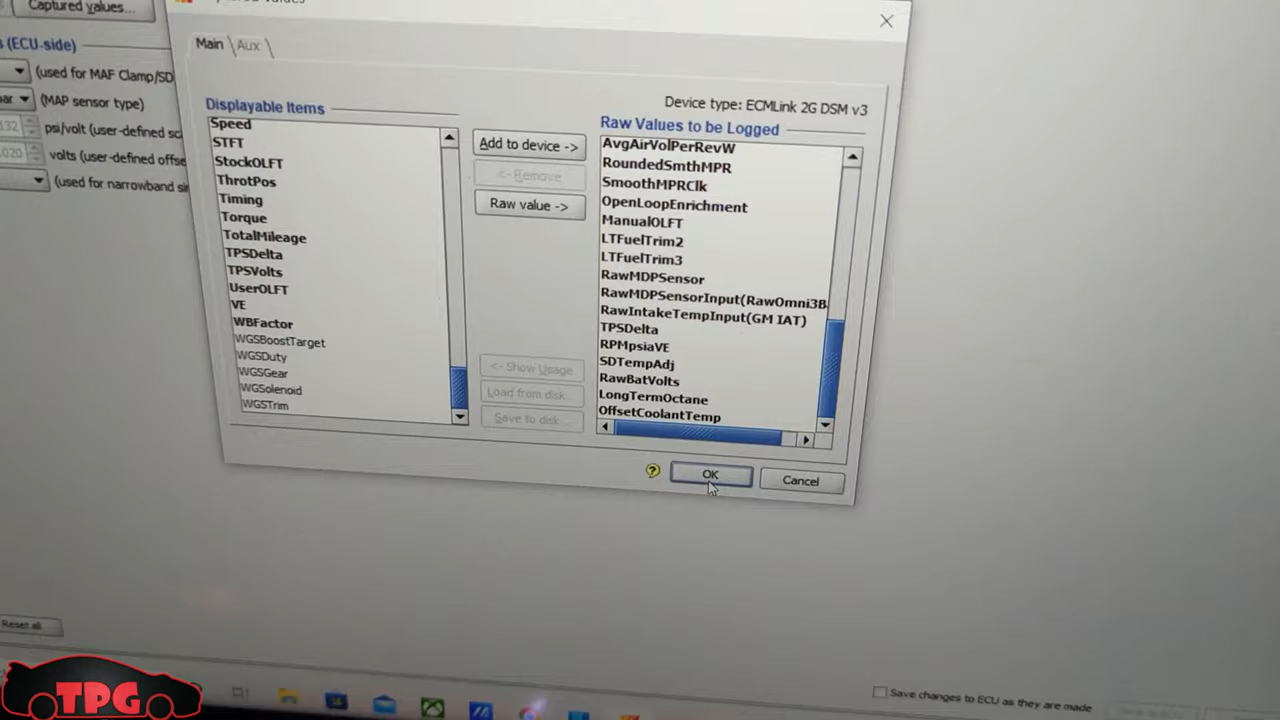 Captured values...
s (ECU-side)
(used for MAF Clamp/SD
(MAP sensor type)
psi/volt (user-defined sc
volts (user-defined offse
(used for narrowband si
Main
Aux
Device type: ECMLink 2G DSM v3
Displayable Items
Speed
STFT
StockOLFT
ThrotPos
Timing
Torque
TotalMileage
TPSDelta
TPSVolts
UserOLFT
VE
WBFactor
WGSBoostTarget
WGSDuty
WGSGear
WGSolenoid
WGSTrim
Add to device ->
<- Remove
Raw value ->
<- Show Usage
Load from disk...
Save to disk...
Raw Values to be Logged
AvgAirVolPerRevW
RoundedSmthMPR
SmoothMPRClk
OpenLoopEnrichment
ManualOLFT
LTFuelTrim2
LTFuelTrim3
RawMDPSensor
RawMDPSensorInput(RawOmni3B
RawIntakeTempInput(GM IAT)
TPSDelta
RPMpsiaVE
SDTempAdj
RawBatVolts
LongTermOctane
OffsetCoolantTemp
?
OK
Cancel
Reset all
Save changes to ECU as they are made
TPG